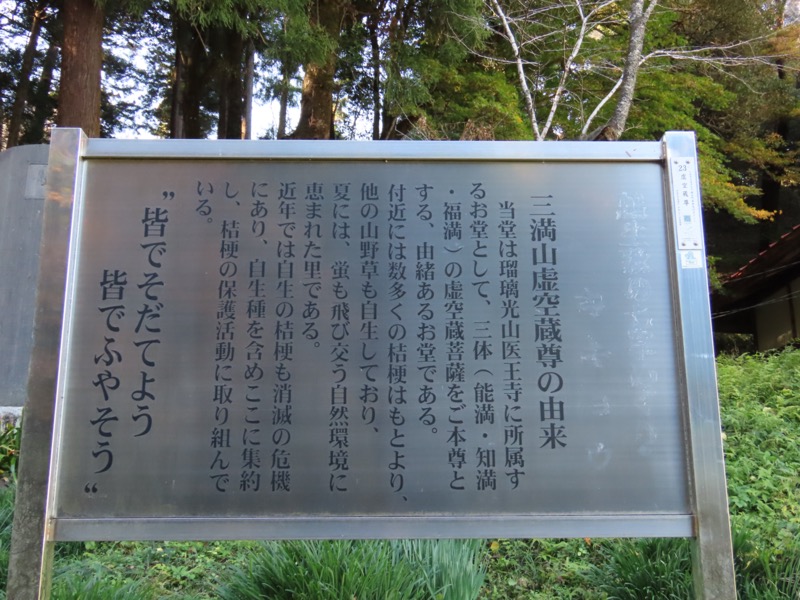 三満山虚空蔵尊の由来
当堂は瑠璃光山医王寺に所属す
るお堂として、三体（能満・知満
・福満）の虚空蔵菩薩をご本尊と
する、由緒あるお堂である。
付近には数多くの桔梗はもとより、
他の山野草も自生しており、
夏には、蛍も飛び交う自然環境に
恵まれた里である。
近年では自生の桔梗も消滅の危機
にあり、自生種を含めここに集約
し、桔梗の保護活動に取り組んで
いる。
"皆でそだてよう
皆でふやそう"